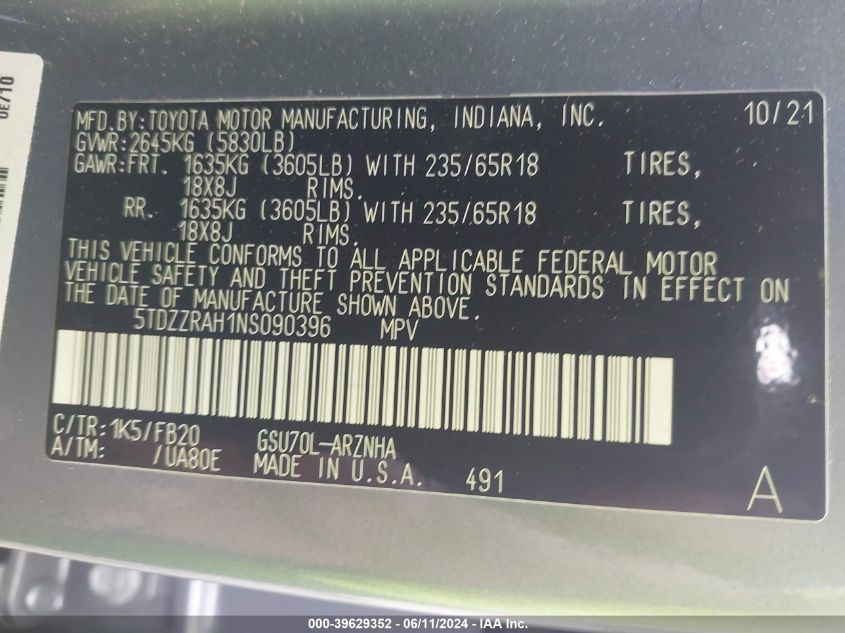 0E/10
MFD.BY:TOYOTA MOTOR MANUFACTURING, INDIANA, INC. 10/21
GVWR:2645KG (5830LB)
GAWR:FRT. 1635KG (3605LB) WITH 235/65R18 TIRES,
18X8J RIMS.
RR. 1635KG (3605LB) WITH 235/65R18 TIRES,
18X8J RIMS.
THIS VEHICLE CONFORMS TO ALL APPLICABLE FEDERAL MOTOR
VEHICLE SAFETY AND THEFT PREVENTION STANDARDS IN EFFECT ON
THE DATE OF MANUFACTURE SHOWN ABOVE.
5TDZZRAH1NS090396 MPV
C/TR:1K5/FB20 GSU70L-ARZNHA
A/TM: /UA80E MADE IN U.S.A. 491 A
000-39629352 - 06/11/2024 - IAA Inc.